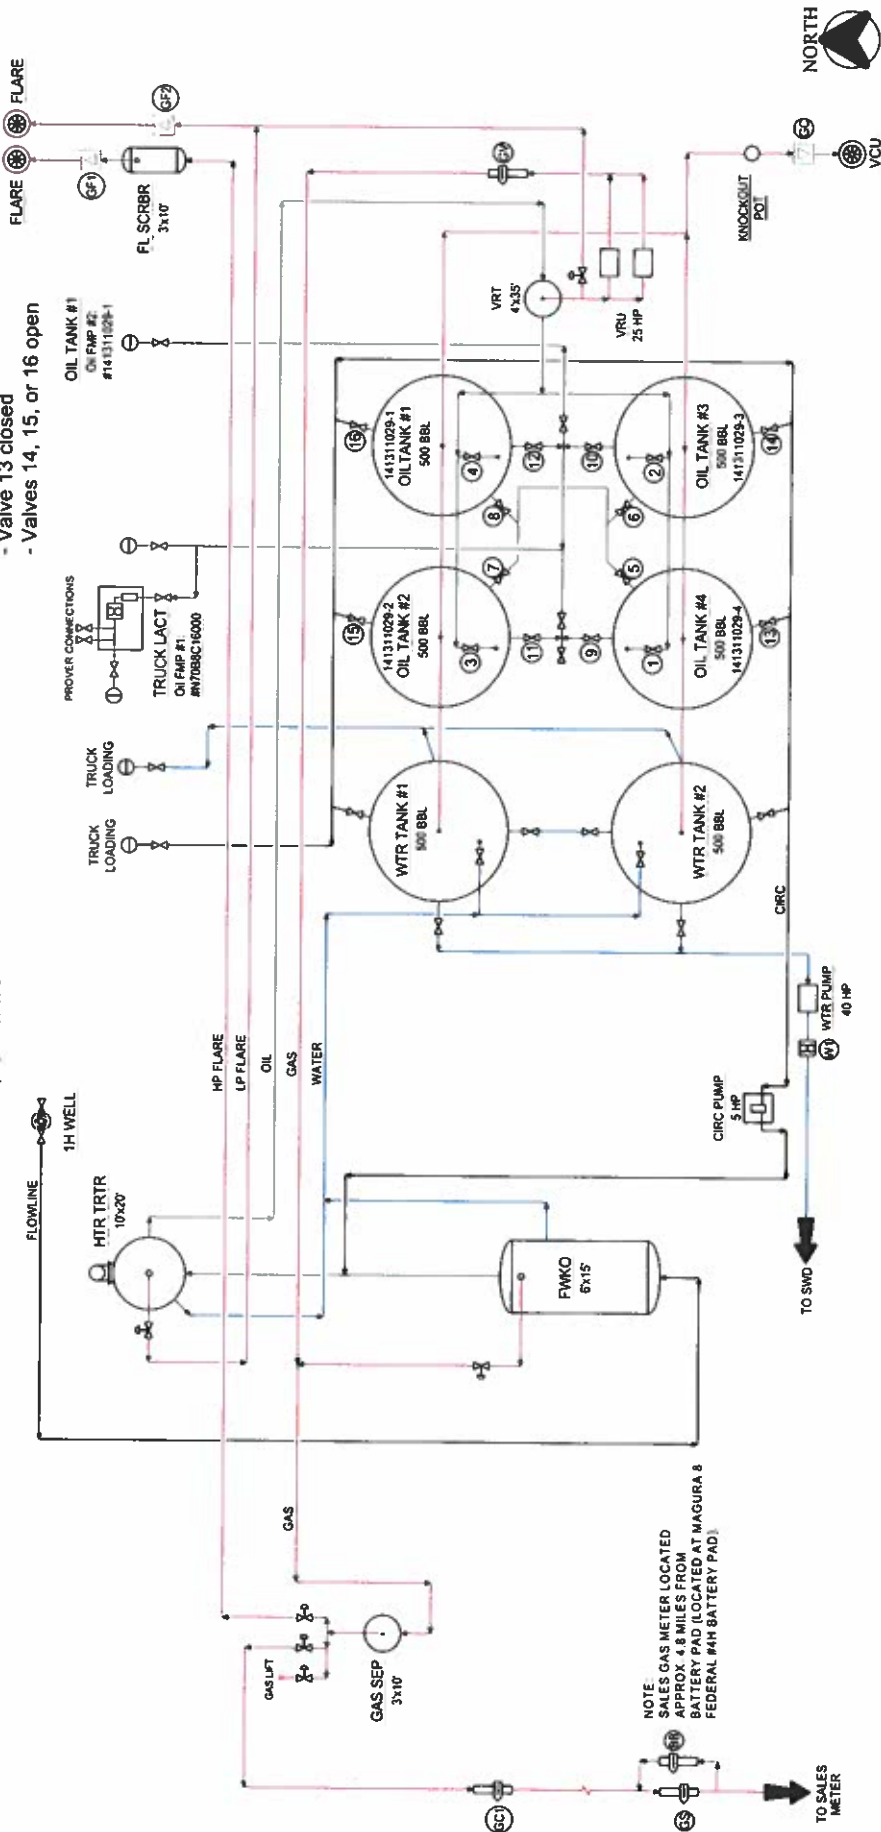 - Valve 13 closed
- Valves 14, 15, or 16 open
NORTH
FLARE
FLARE
GF1
GF2
FL SCRBR
3'x10'
OIL TANK #1
Oil FMP #2:
#141311029-1
PROVER CONNECTIONS
TRUCK LACT
Oil FMP #1:
#N70B8C16000
TRUCK
LOADING
TRUCK
LOADING
1H WELL
FLOWLINE
HTR TRTR
10'x20'
HP FLARE
LP FLARE
OIL
GAS
WATER
GAS
GAS LIFT
GAS SEP
3'x10'
FWKO
6'x15'
WTR TANK #1
500 BBL
WTR TANK #2
500 BBL
141311029-2
OIL TANK #2
500 BBL
141311029-1
OIL TANK #1
500 BBL
OIL TANK #4
500 BBL
141311029-4
OIL TANK #3
500 BBL
141311029-3
15
16
3
4
7
8
11
12
9
10
5
6
1
2
13
14
VRT
4'x35'
VRU
25 HP
KNOCKOUT
POT
VCU
CIRC
CIRC PUMP
5 HP
W1
WTR PUMP
40 HP
TO SWD
GC1
GS
NOTE:
SALES GAS METER LOCATED
APPROX 4.8 MILES FROM
BATTERY PAD (LOCATED AT MAGURA 8
FEDERAL #4H BATTERY PAD).
TO SALES
METER